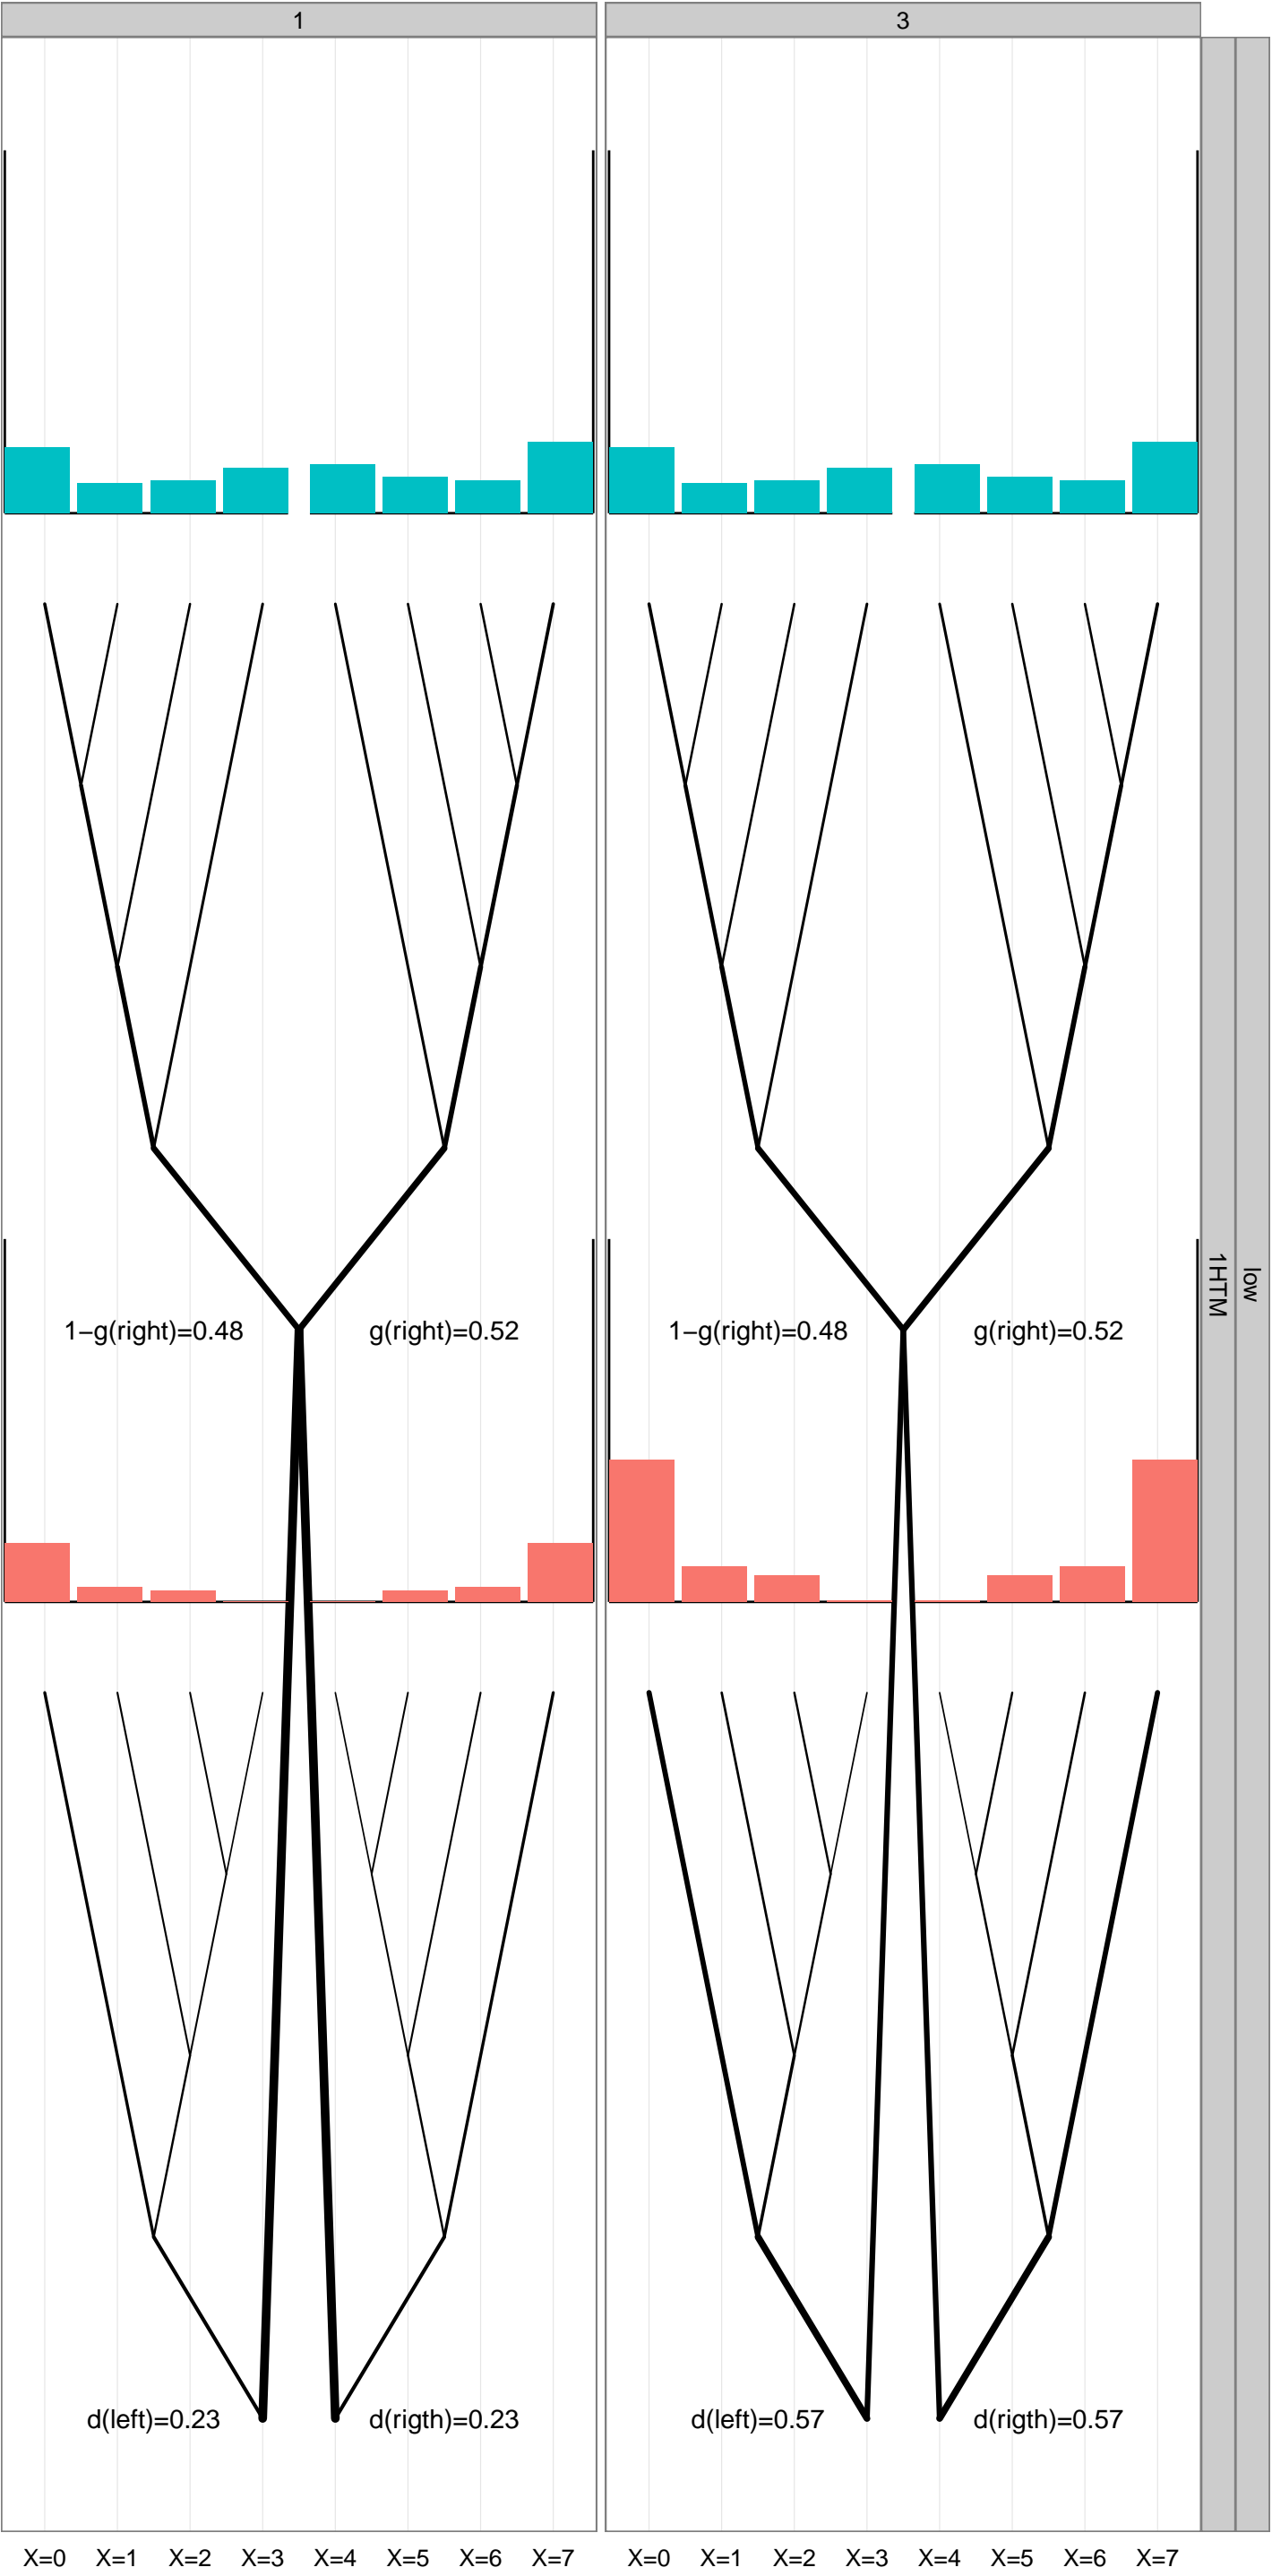 1
3
low
1HTM
1−g(right)=0.48
g(right)=0.52
1−g(right)=0.48
g(right)=0.52
d(left)=0.23
d(rigth)=0.23
d(left)=0.57
d(rigth)=0.57
X=0 X=1 X=2 X=3 X=4 X=5 X=6 X=7
X=0 X=1 X=2 X=3 X=4 X=5 X=6 X=7